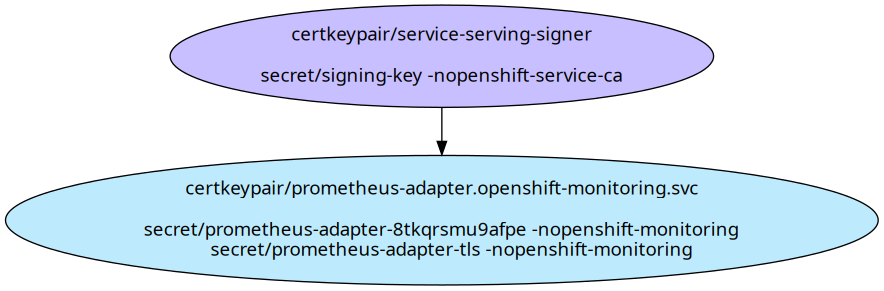 certkeypair/service-serving-signer
secret/signing-key -nopenshift-service-ca
certkeypair/prometheus-adapter.openshift-monitoring.svc
secret/prometheus-adapter-8tkqrsmu9afpe -nopenshift-monitoring
secret/prometheus-adapter-tls -nopenshift-monitoring